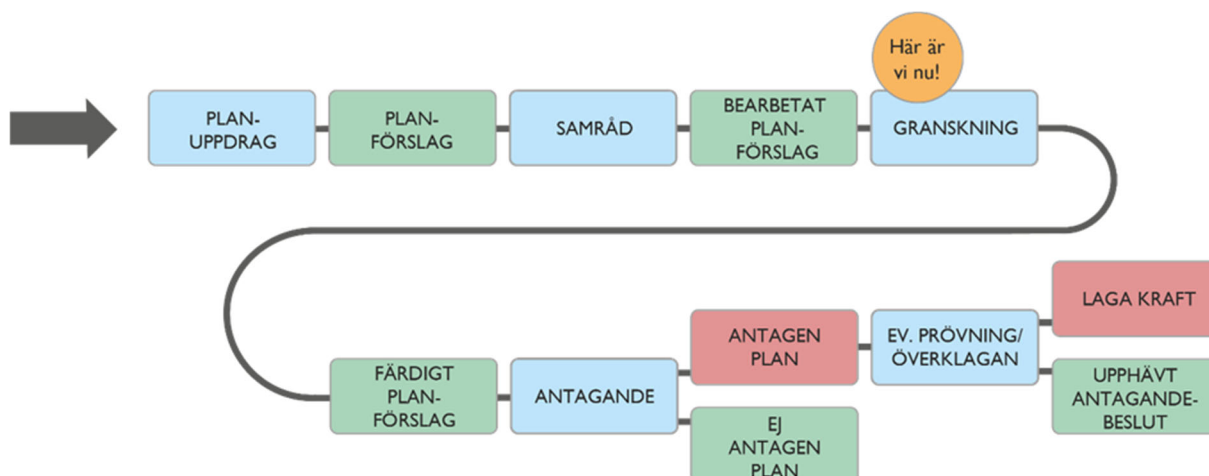 Här är
vi nu!
PLAN-
UPPDRAG
PLAN-
FÖRSLAG
SAMRÅD
BEARBETAT
PLAN-
FÖRSLAG
GRANSKNING
FÄRDIGT
PLAN-
FÖRSLAG
ANTAGANDE
ANTAGEN
PLAN
EJ
ANTAGEN
PLAN
EV. PRÖVNING/
ÖVERKLAGAN
LAGA KRAFT
UPPHÄVT
ANTAGANDE-
BESLUT